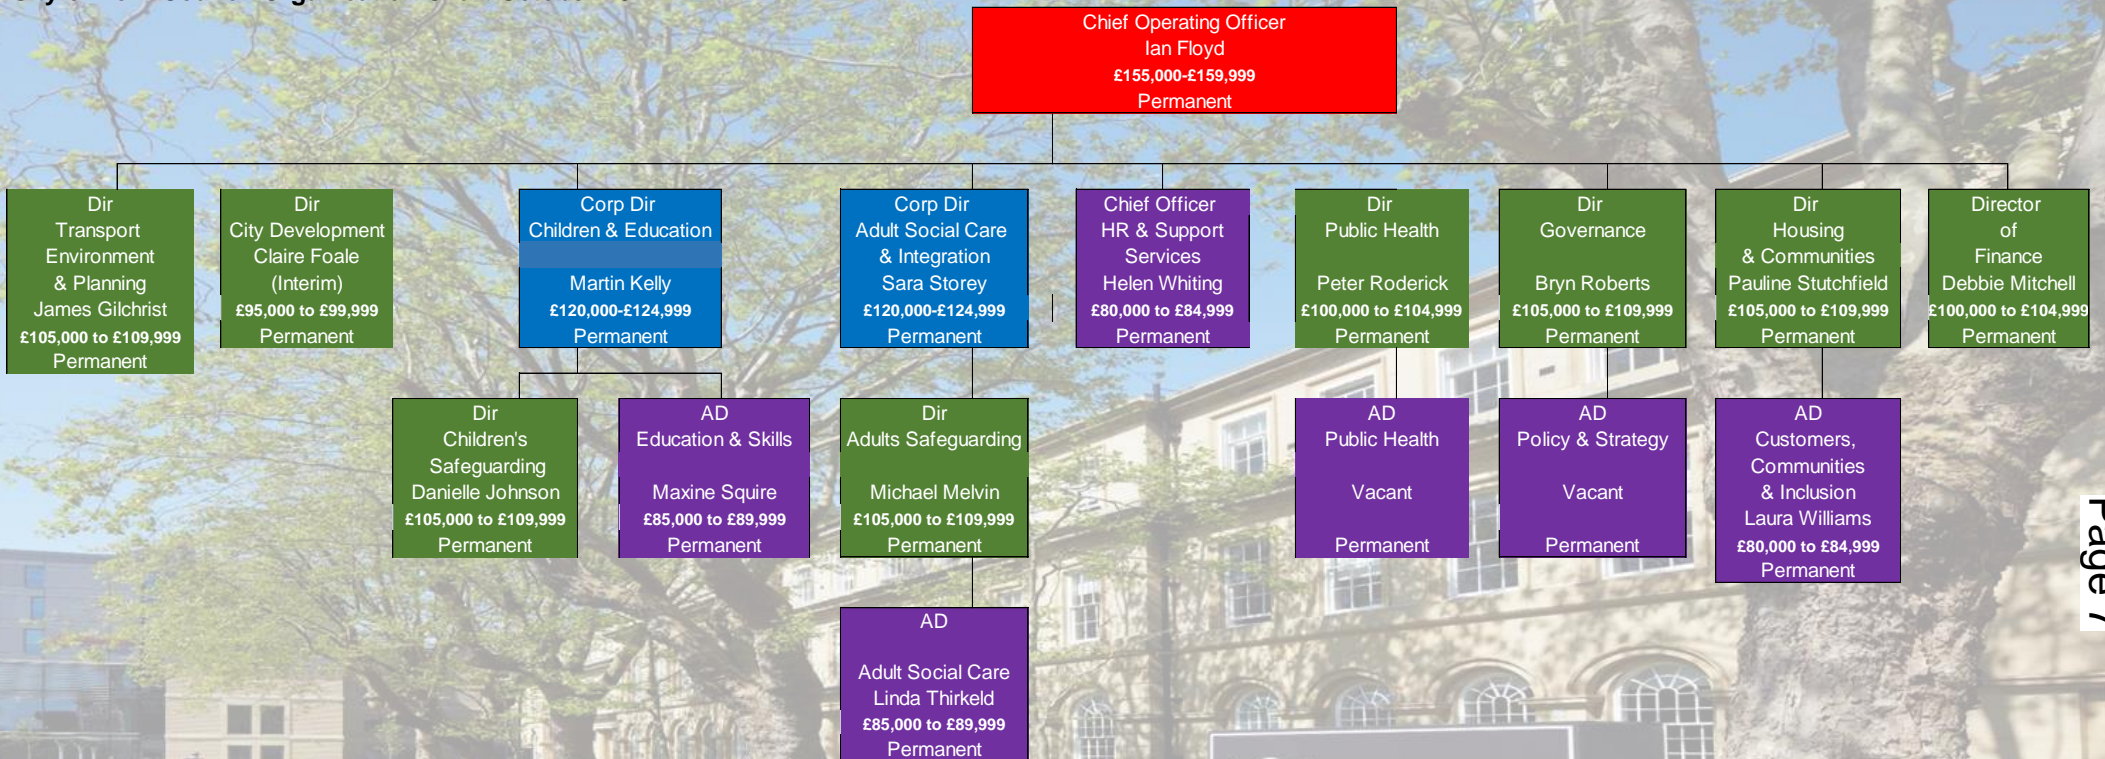 Chief Operating Officer
Ian Floyd
£155,000-£159,999
Permanent
Dir
Transport
Environment
& Planning
James Gilchrist
£105,000 to £109,999
Permanent
Dir
City Development
Claire Foale
(Interim)
£95,000 to £99,999
Permanent
Corp Dir
Children & Education
Martin Kelly
£120,000-£124,999
Permanent
Corp Dir
Adult Social Care
& Integration
Sara Storey
£120,000-£124,999
Permanent
Chief Officer
HR & Support
Services
Helen Whiting
£80,000 to £84,999
Permanent
Dir
Public Health
Peter Roderick
£100,000 to £104,999
Permanent
Dir
Governance
Bryn Roberts
£105,000 to £109,999
Permanent
Dir
Housing
& Communities
Pauline Stutchfield
£105,000 to £109,999
Permanent
Director
of
Finance
Debbie Mitchell
£100,000 to £104,999
Permanent
Dir
Children's
Safeguarding
Danielle Johnson
£105,000 to £109,999
Permanent
AD
Education & Skills
Maxine Squire
£85,000 to £89,999
Permanent
Dir
Adults Safeguarding
Michael Melvin
£105,000 to £109,999
Permanent
AD
Public Health
Vacant
Permanent
AD
Policy & Strategy
Vacant
Permanent
AD
Customers,
Communities
& Inclusion
Laura Williams
£80,000 to £84,999
Permanent
AD
Adult Social Care
Linda Thirkeld
£85,000 to £89,999
Permanent
Page 7